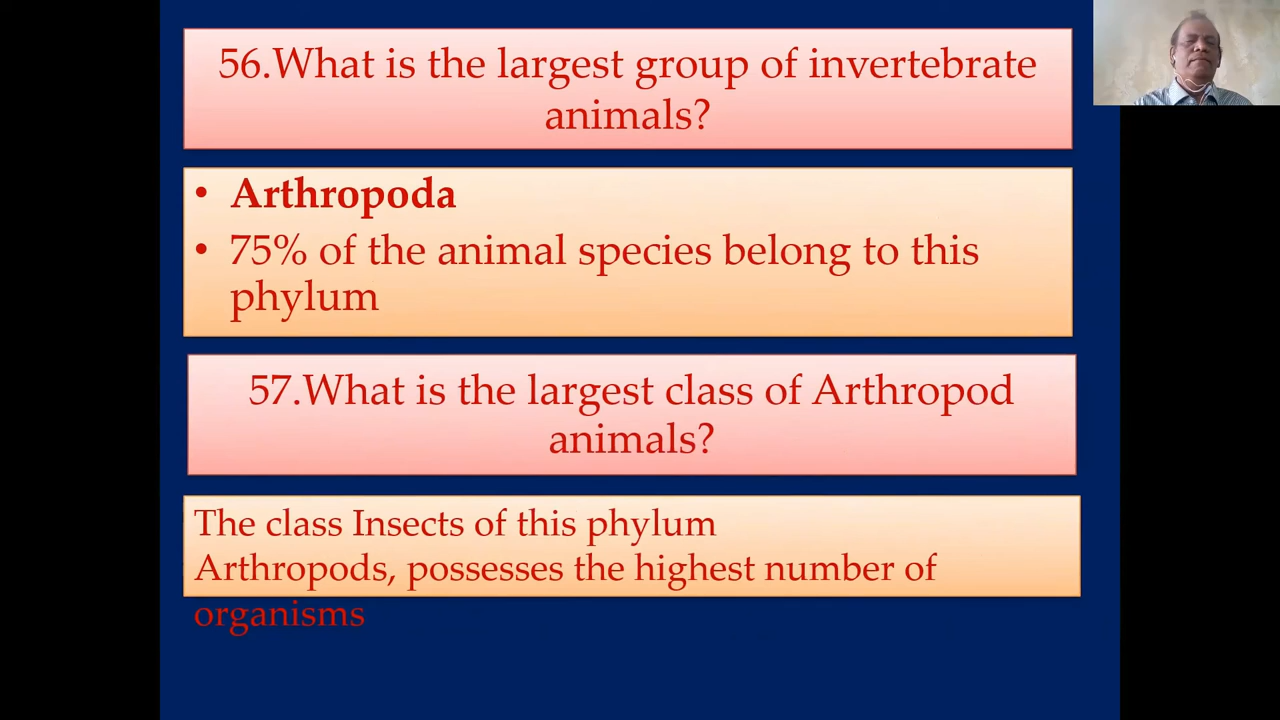 56.What is the largest group of invertebrate
animals?
• Arthropoda
• 75% of the animal species belong to this
phylum
57.What is the largest class of Arthropod
animals?
The class Insects of this phylum
Arthropods, possesses the highest number of
organisms